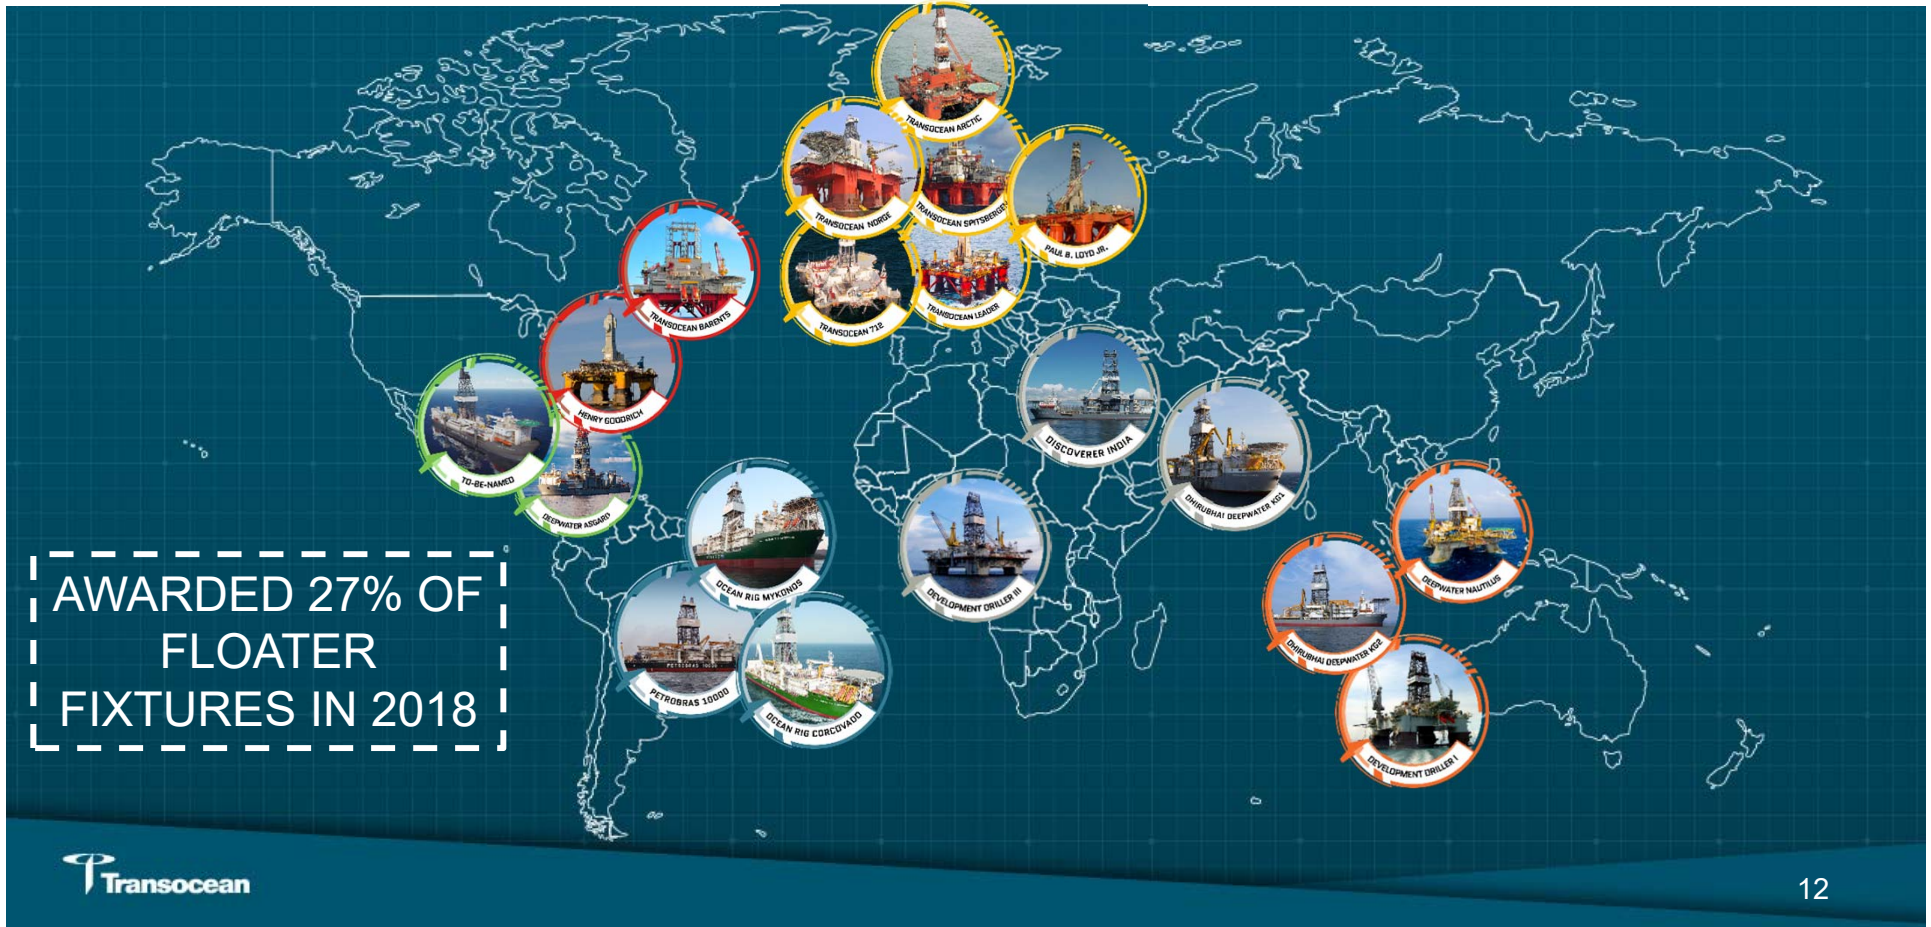 TRANSOCEAN ARCTIC
TRANSOCEAN NORGE
TRANSOCEAN SPITSBERGEN
PAUL B. LOYD JR.
TRANSOCEAN BARENTS
TRANSOCEAN 712
TRANSOCEAN LEADER
HENRY GOODRICH
TO-BE-NAMED
DEEPWATER ASGARD
DISCOVERER INDIA
DHIRUBHAI DEEPWATER KG1
OCEAN RIG MYKONOS
DEVELOPMENT DRILLER III
DEEPWATER NAUTILUS
PETROBRAS 10000
PETROBRAS 10000
OCEAN RIG CORCOVADO
DHIRUBHAI DEEPWATER KG2
DEVELOPMENT DRILLER I
AWARDED 27% OF
FLOATER
FIXTURES IN 2018
Transocean
12